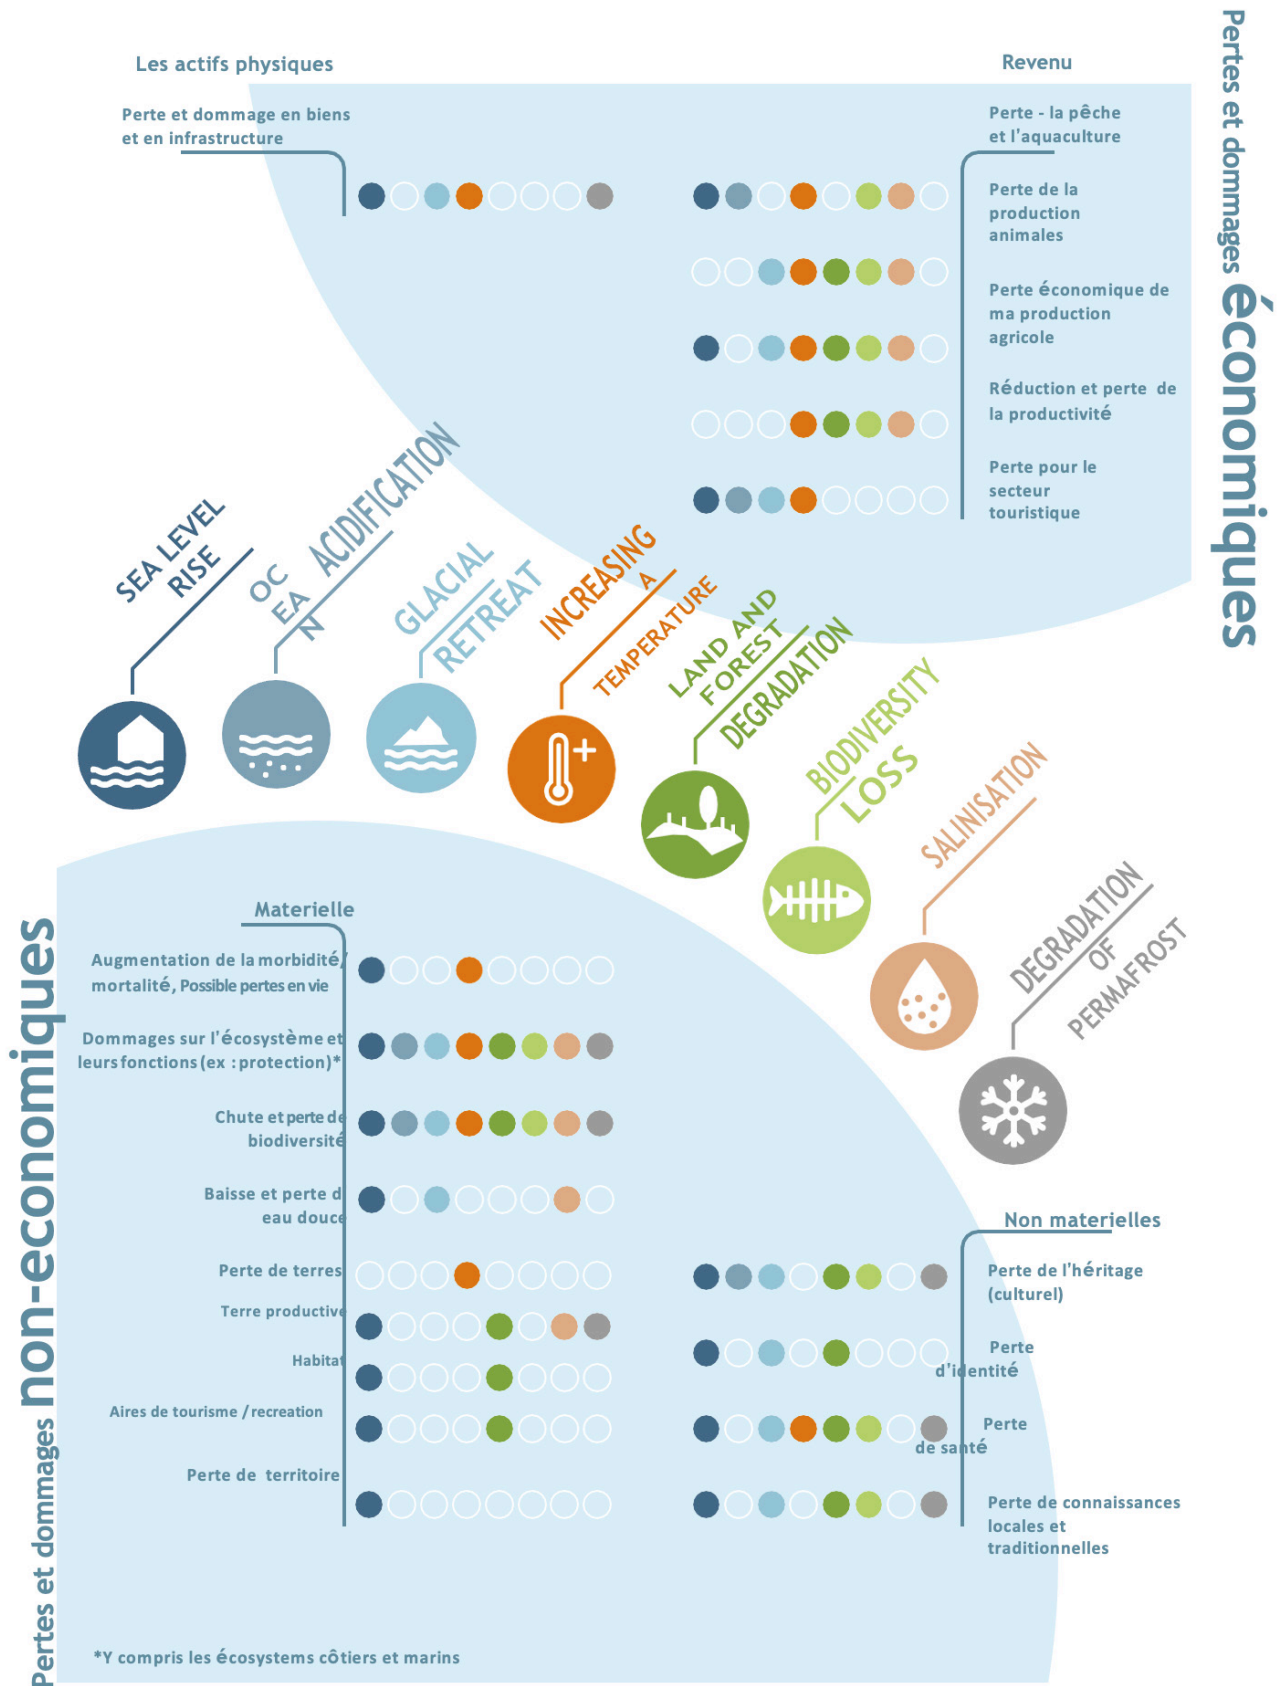 Pertes et dommages économiques
Les actifs physiques
Perte et dommage en biens
et en infrastructure
Revenu
Perte - la pêche
et l'aquaculture
Perte de la
production
animales
Perte économique de
ma production
agricole
Réduction et perte de
la productivité
Perte pour le
secteur
touristique
SEA LEVEL
RISE
OC
EA
N
ACIDIFICATION
GLACIAL
RETREAT
INCREASING
A
TEMPERATURE
LAND AND
FOREST
DEGRADATION
BIODIVERSITY
LOSS
SALINISATION
DEGRADATION
OF
PERMAFROST
Pertes et dommages non-economiques
Materielle
Augmentation de la morbidité/
mortalité, Possible pertes en vie
Dommages sur l'écosystème et
leurs fonctions (ex : protection)*
Chute et perte de
biodiversité
Baisse et perte d
eau douce
Perte de terres
Terre productive
Habitat
Aires de tourisme / recreation
Perte de territoire
Non materielles
Perte de l'héritage
(culturel)
Perte
d'identité
Perte
de santé
Perte de connaissances
locales et
traditionnelles
*Y compris les écosystems côtiers et marins